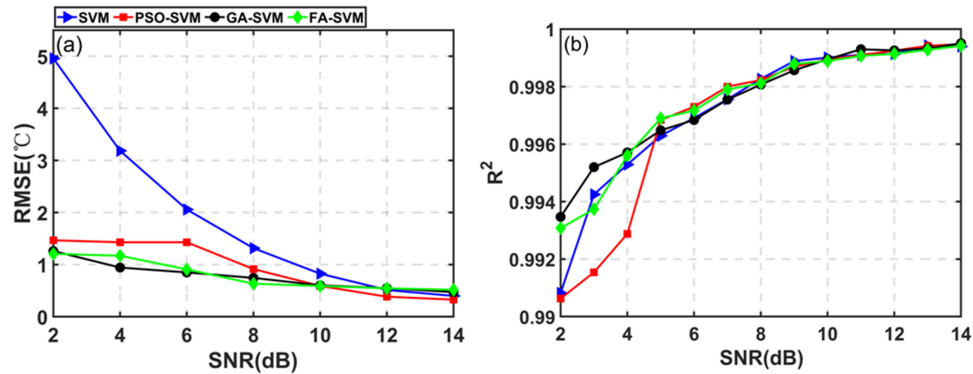 SVM PSO-SVM GA-SVM FA-SVM
(a)
RMSE(℃)
5
4
3
2
1
0
2 4 6 8 10 12 14
SNR(dB)
(b)
R²
1
0.998
0.996
0.994
0.992
0.99
2 4 6 8 10 12 14
SNR(dB)